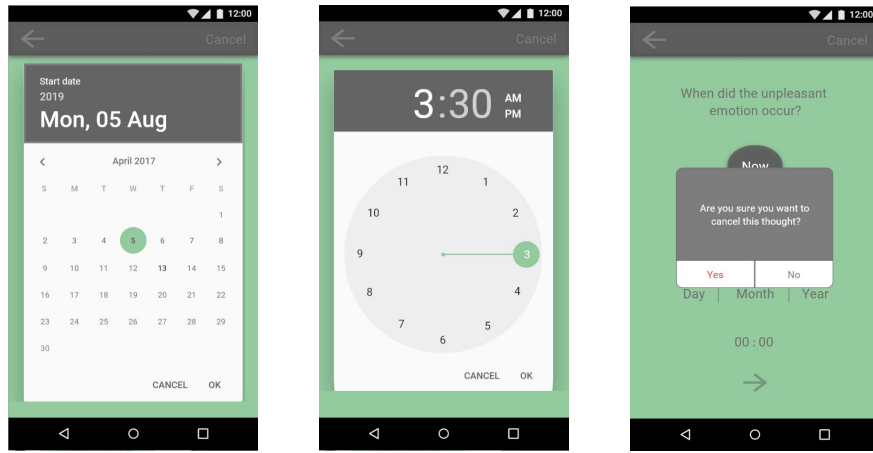 12:00
Cancel
Start date
2019
Mon, 05 Aug
April 2017
S M T W T F S
1
2 3 4 5 6 7 8
9 10 11 12 13 14 15
16 17 18 19 20 21 22
23 24 25 26 27 28 29
30
CANCEL OK
12:00
Cancel
3:30 AM
PM
12
11 1
10 2
9 3
8 4
7 5
6
CANCEL OK
12:00
Cancel
When did the unpleasant
emotion occur?
Now
Are you sure you want to
cancel this thought?
Yes No
Day | Month | Year
00 : 00